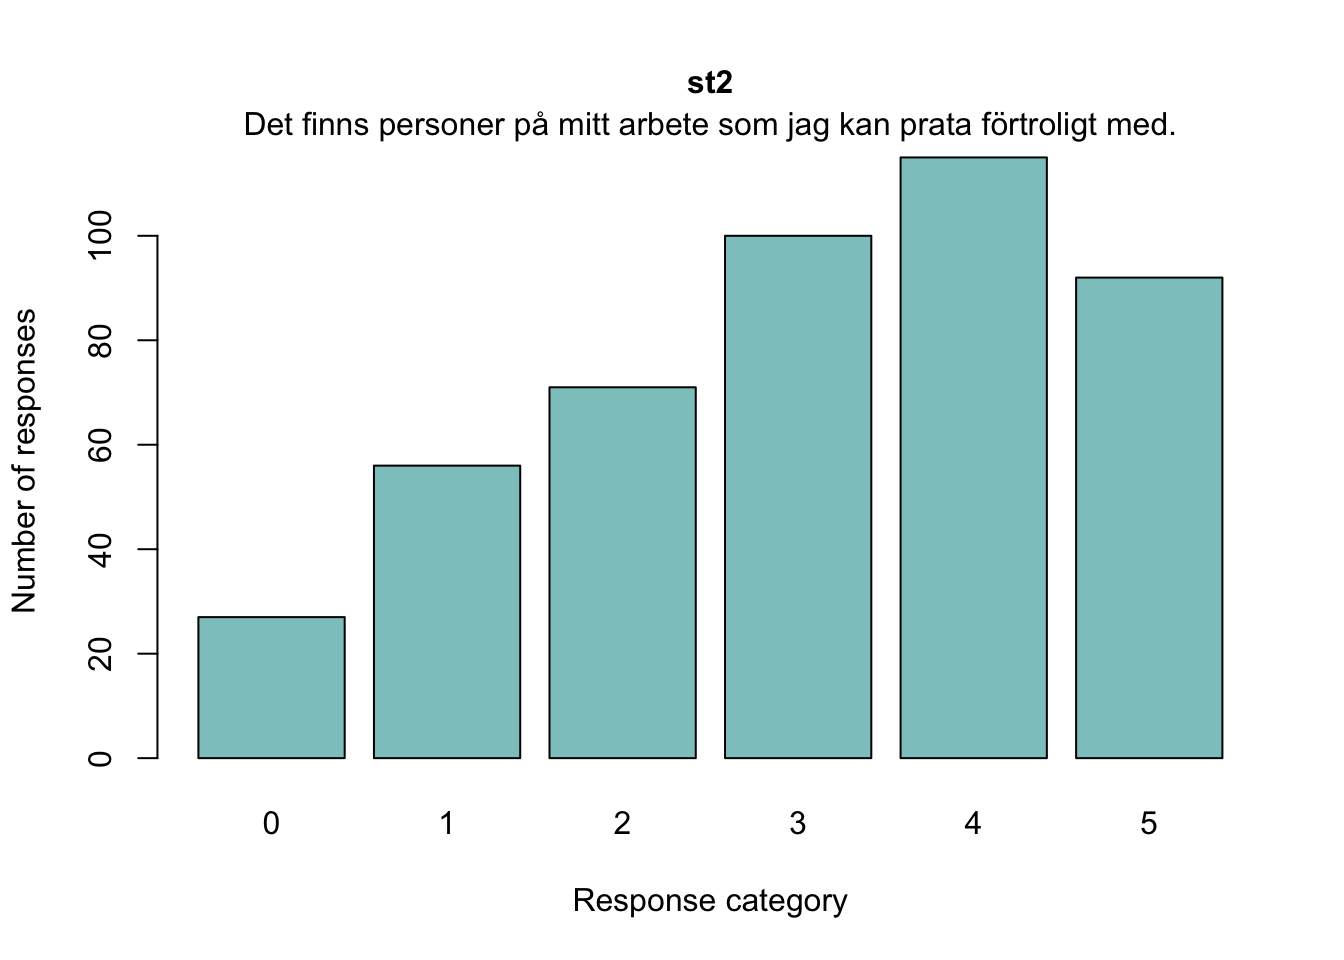 st2
Det finns personer på mitt arbete som jag kan prata förtroligt med.
100
80
60
40
20
0
Number of responses
0 1 2 3 4 5
Response category